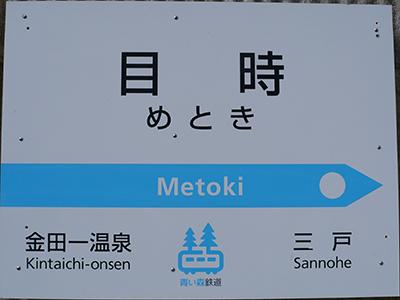 目 時
めとき
Metoki
金田一温泉
Kintaichi-onsen
青い森鉄道
三 戸
Sannohe